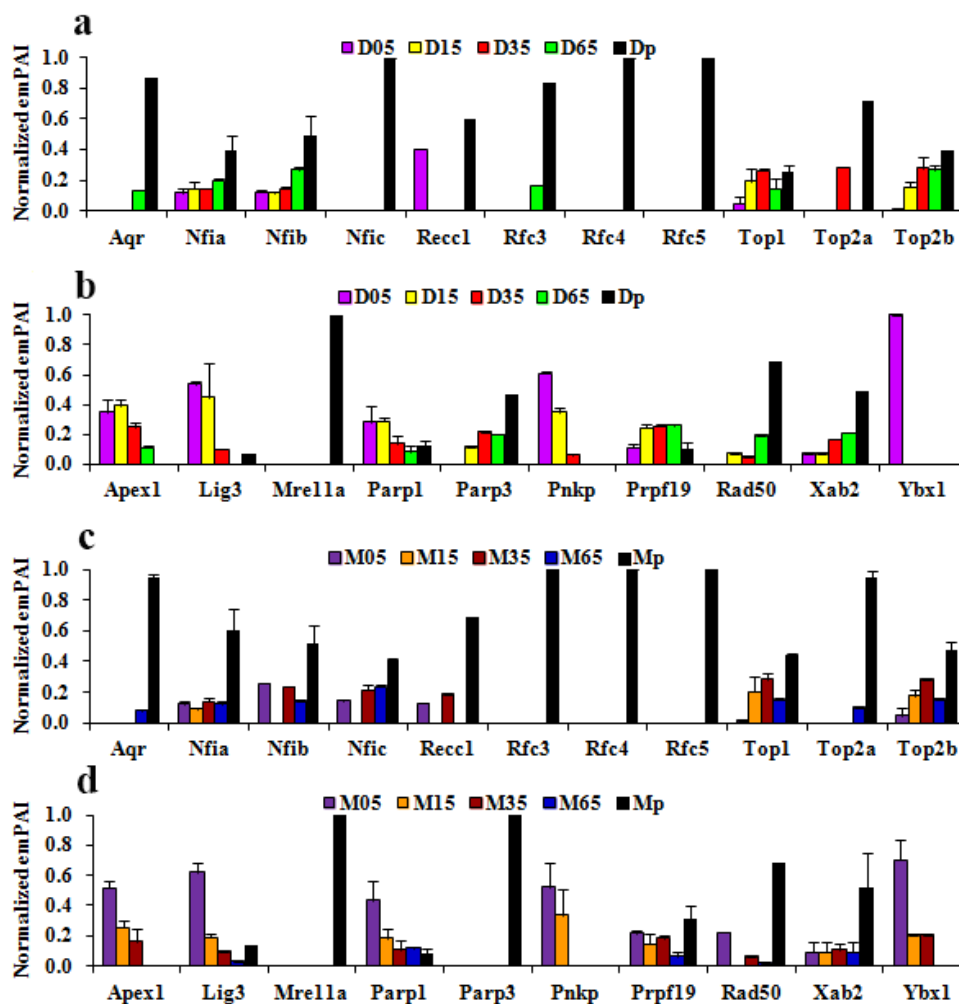 a
D05 D15 D35 D65 Dp
Normalized emPAI
1.0
0.8
0.6
0.4
0.2
0.0
Aqr Nfia Nfib Nfic Recc1 Rfc3 Rfc4 Rfc5 Top1 Top2a Top2b
b
D05 D15 D35 D65 Dp
Normalized emPAI
1.0
0.8
0.6
0.4
0.2
0.0
Apex1 Lig3 Mre11a Parp1 Parp3 Pnkp Prpf19 Rad50 Xab2 Ybx1
c
M05 M15 M35 M65 Mp
Normalized emPAI
1.0
0.8
0.6
0.4
0.2
0.0
Aqr Nfia Nfib Nfic Recc1 Rfc3 Rfc4 Rfc5 Top1 Top2a Top2b
d
M05 M15 M35 M65 Mp
Normalized emPAI
1.0
0.8
0.6
0.4
0.2
0.0
Apex1 Lig3 Mre11a Parp1 Parp3 Pnkp Prpf19 Rad50 Xab2 Ybx1